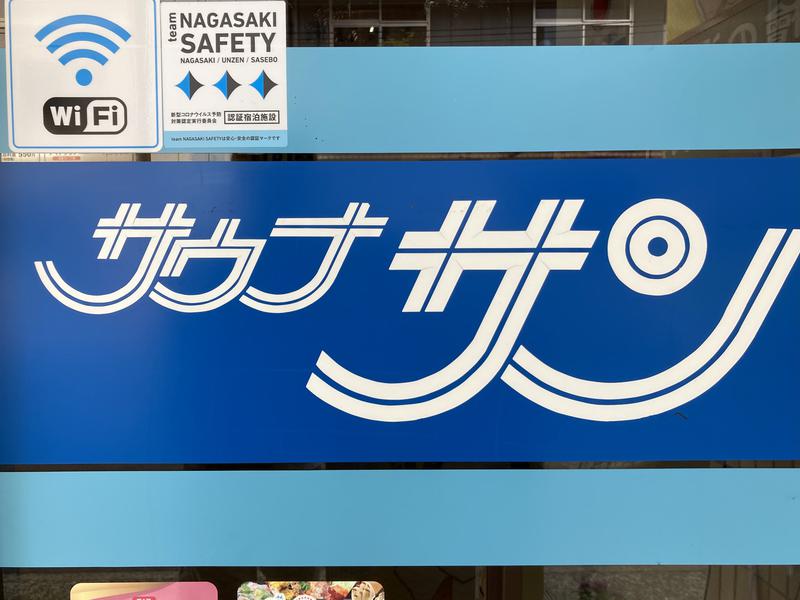 Wi Fi
team NAGASAKI
SAFETY
NAGASAKI / UNZEN / SASEBO
新型コロナウイルス予防
対策認定実行委員会
認証宿泊施設
team NAGASAKI SAFETYは安心・安全の認証マークです
サウナサン